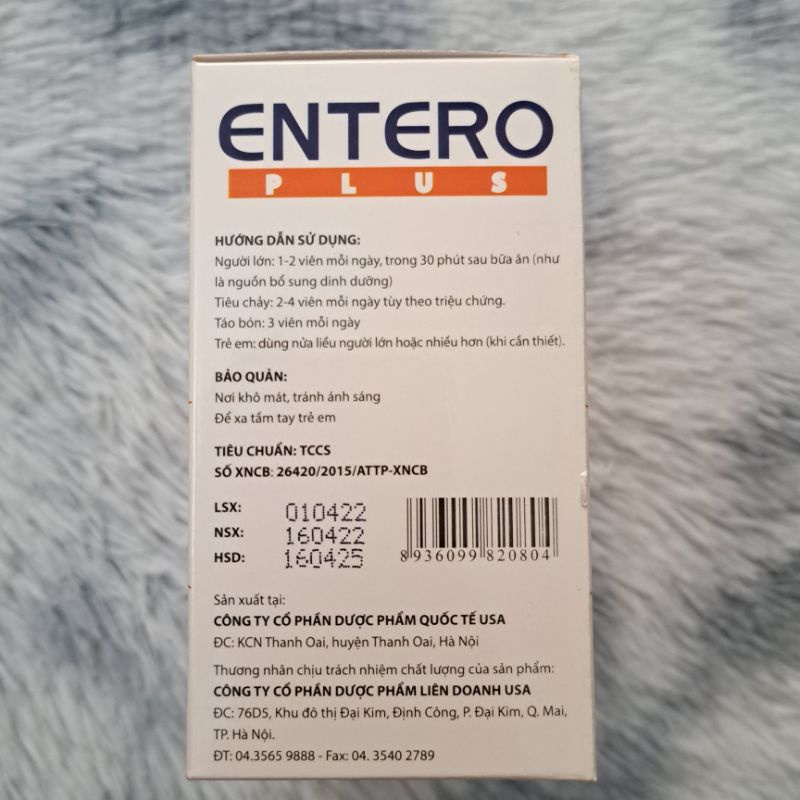 ENTERO
PLUS
HƯỚNG DẪN SỬ DỤNG:
Người lớn: 1-2 viên mỗi ngày, trong 30 phút sau bữa ăn (như
là nguồn bổ sung dinh dưỡng)
Tiêu chảy: 2-4 viên mỗi ngày tùy theo triệu chứng.
Táo bón: 3 viên mỗi ngày
Trẻ em: dùng nửa liều người lớn hoặc nhiều hơn (khi cần thiết).
BẢO QUẢN:
Nơi khô mát, tránh ánh sáng
Để xa tầm tay trẻ em
TIÊU CHUẨN: TCCS
SỐ XNCB: 26420/2015/ATTP-XNCB
LSX: 010422
NSX: 160422
HSD: 160425
8936099820804
Sản xuất tại:
CÔNG TY CỔ PHẦN DƯỢC PHẨM QUỐC TẾ USA
ĐC: KCN Thanh Oai, huyện Thanh Oai, Hà Nội
Thương nhân chịu trách nhiệm chất lượng của sản phẩm:
CÔNG TY CỔ PHẦN DƯỢC PHẨM LIÊN DOANH USA
ĐC: 76D5, Khu đô thị Đại Kim, Định Công, P. Đại Kim, Q. Mai,
TP. Hà Nội.
ĐT: 04.3565 9888 - Fax: 04. 3540 2789